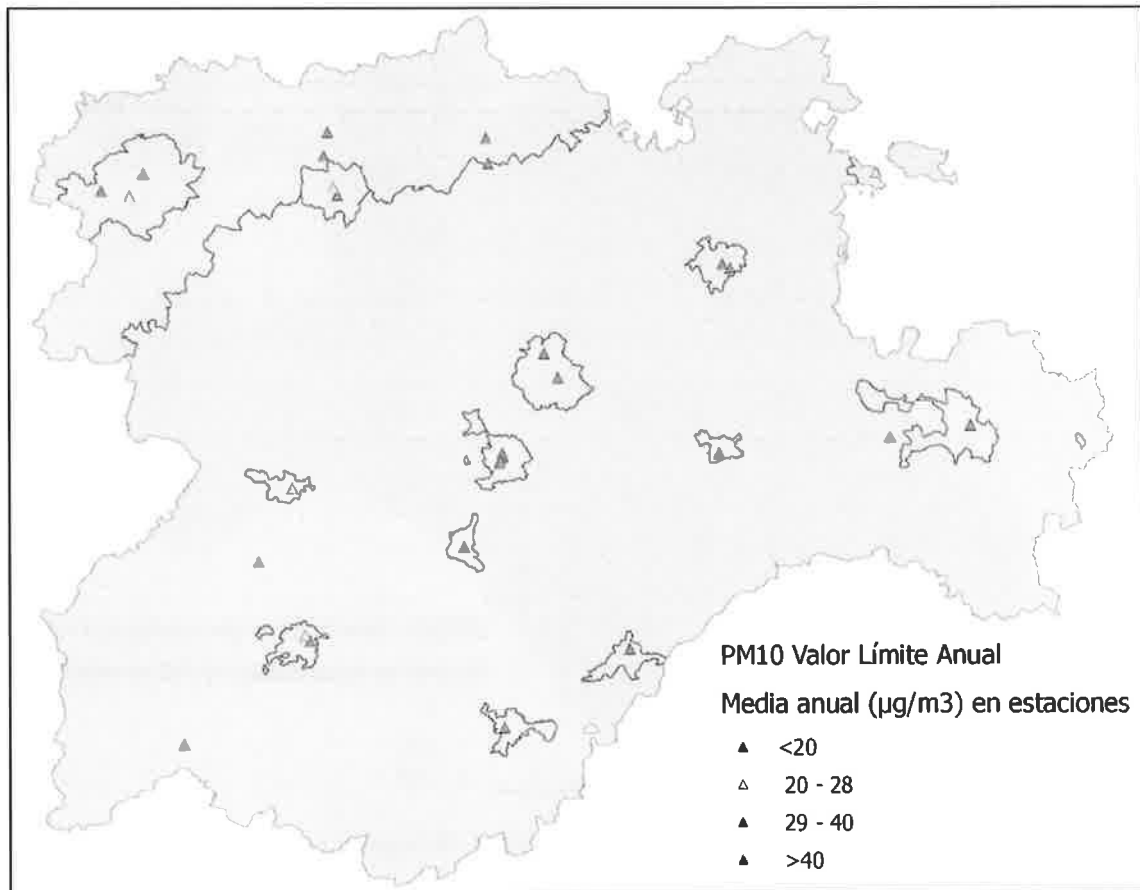 PM10 Valor Límite Anual
Media anual (µg/m3) en estaciones
<20
20 - 28
29 - 40
>40